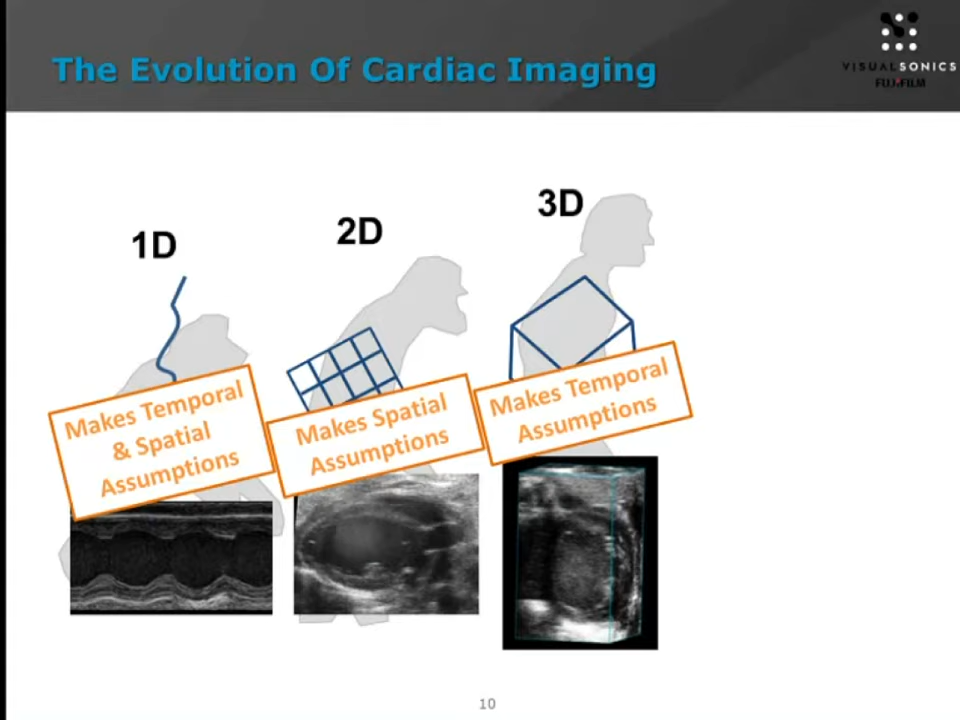 The Evolution Of Cardiac Imaging
VISUALSONICS
FUJIFILM
1D
2D
3D
Makes Temporal
& Spatial
Assumptions
Makes Spatial
Assumptions
Makes Temporal
Assumptions
10